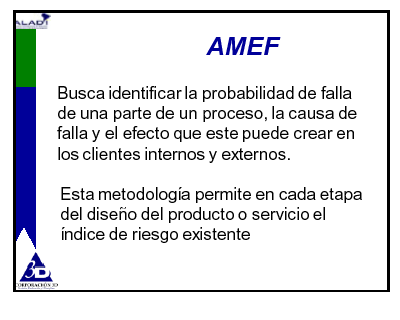 ALADI
AMEF
Busca identificar la probabilidad de falla
de una parte de un proceso, la causa de
falla y el efecto que este puede crear en
los clientes internos y externos.
Esta metodología permite en cada etapa
del diseño del producto o servicio el
índice de riesgo existente
3D
CORPORACIÓN 3D